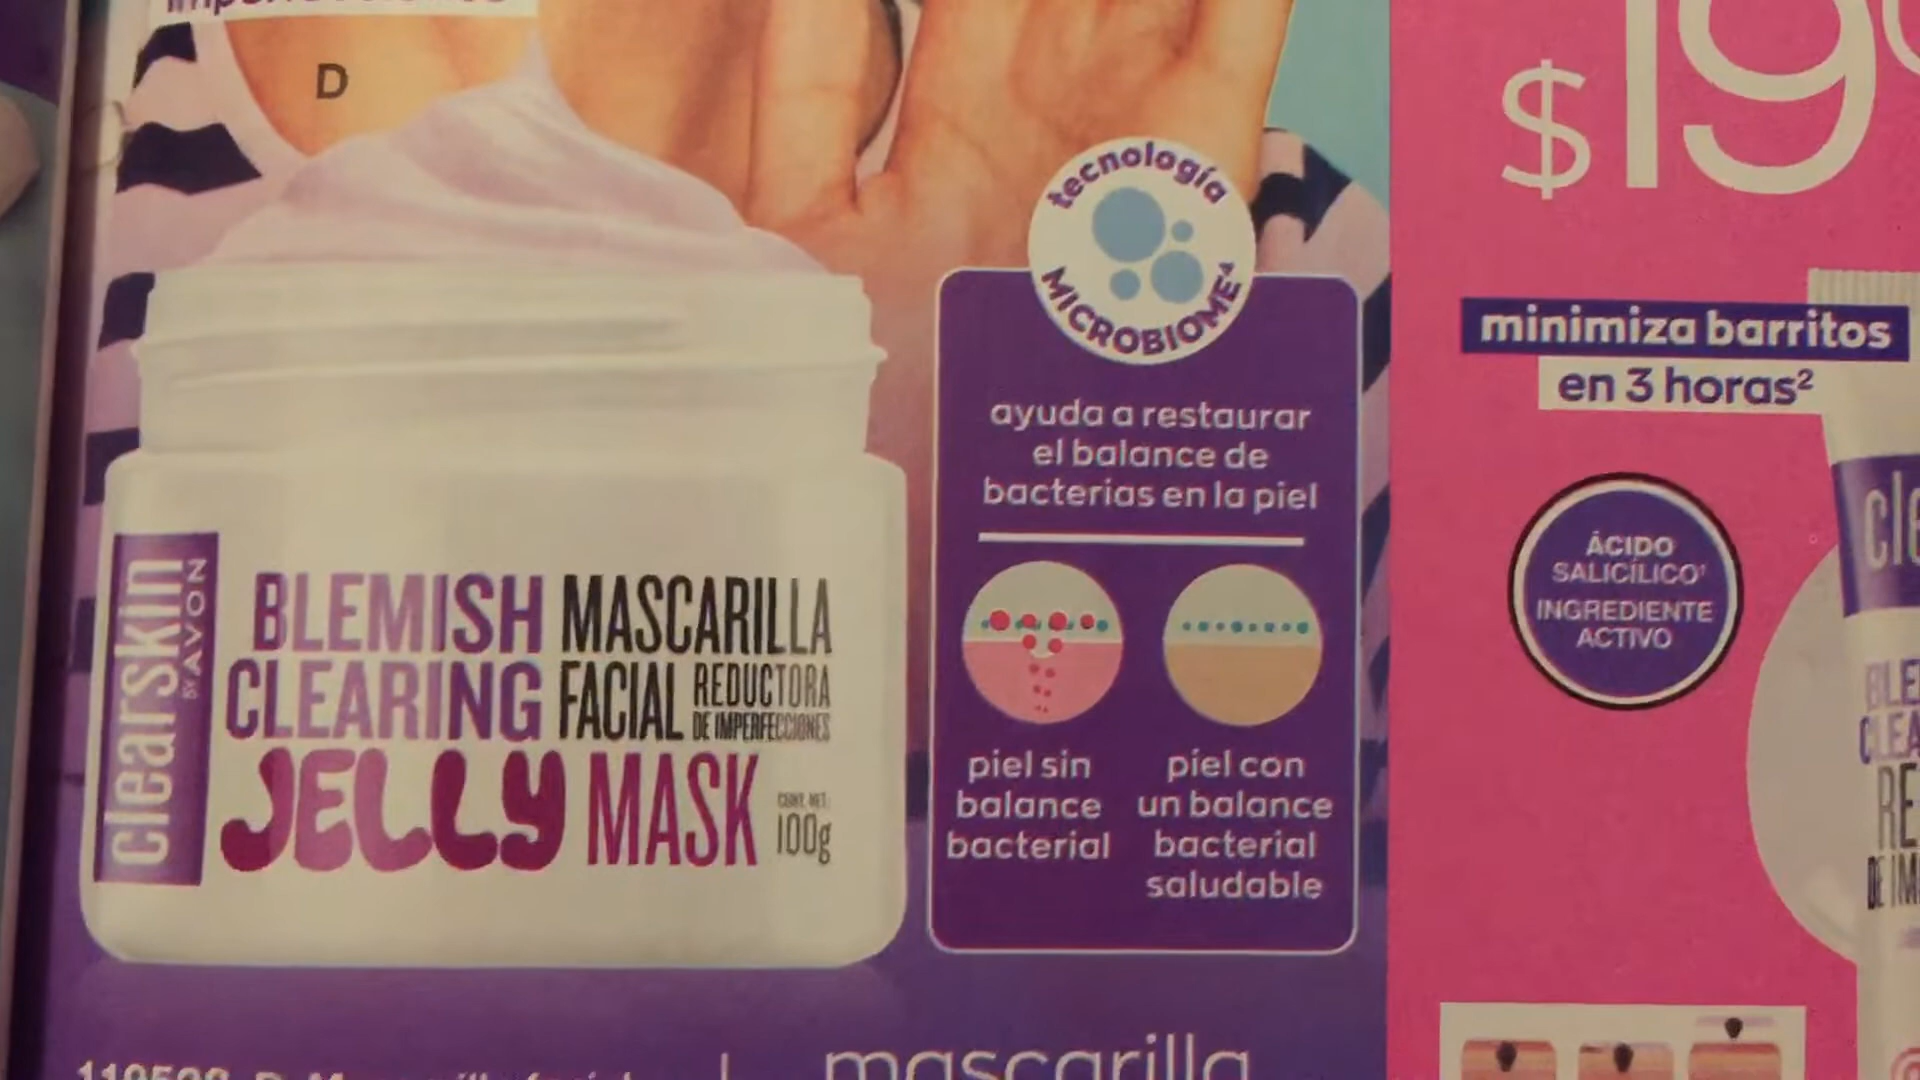 D
tecnología
MICROBIOME⁴
ayuda a restaurar
el balance de
bacterias en la piel
piel sin
balance
bacterial
piel con
un balance
bacterial
saludable
clearskin
BY AVON
BLEMISH
CLEARING
JELLY MASK
MASCARILLA
FACIAL REDUCTORA
DE IMPERFECCIONES
CONT. NET.
100g
mascarilla
$19
minimiza barritos
en 3 horas²
ÁCIDO
SALICÍLICO¹
INGREDIENTE
ACTIVO